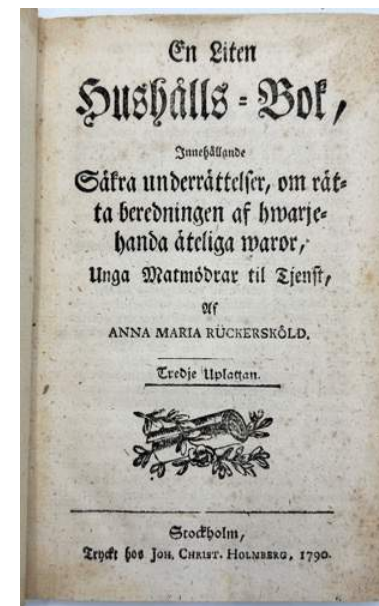 En Liten
Hushålls-Bok,
Innehållande
Säkra underrättelser, om rät-
ta beredningen af hwarje-
handa äteliga waror,
Unga Matmödrar til Tjenst,
Af
ANNA MARIA RÜCKERSKÖLD.
Tredje Uplagan.
Stockholm,
Tryckt hos JOH. CHRIST. HOLMBERG, 1790.